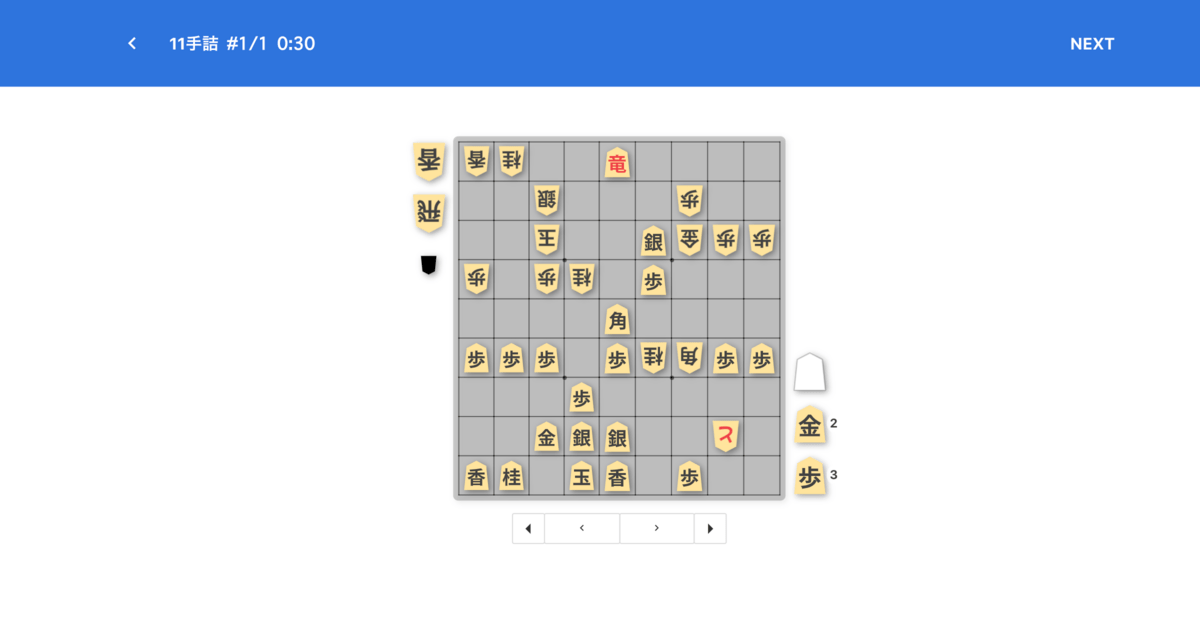 11手詰 #1/1 0:30
NEXT
香
飛
香 桂 竜
銀 歩
王 銀 金 歩 歩
歩 歩 桂 歩
角
歩 歩 歩 歩 桂 角 歩 歩
歩
金 銀 銀 と
香 桂 玉 香 歩
金 2
歩 3